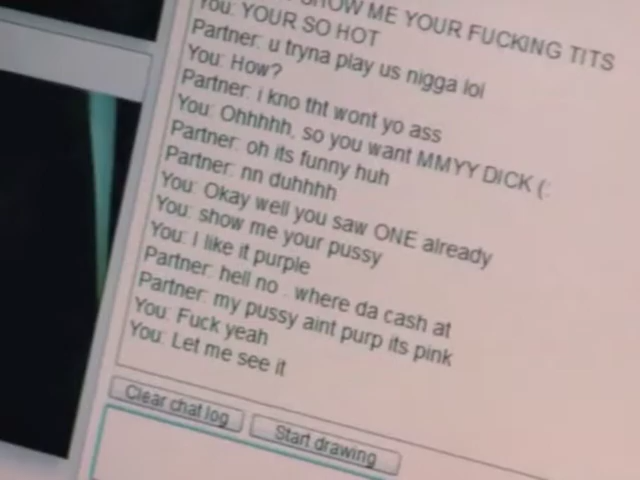 SHOW ME YOUR FUCKING TITS
You: YOUR SO HOT
Partner: u tryna play us nigga lol
You: How?
Partner: i kno tht wont yo ass
You: Ohhhhh, so you want MMYY DICK (:
Partner: oh its funny huh
Partner: nn duhhhh
You: Okay well you saw ONE already
You: show me your pussy
You: I like it purple
Partner: hell no . where da cash at
Partner: my pussy aint purp its pink
You: Fuck yeah
You: Let me see it
Clear chat log
Start drawing